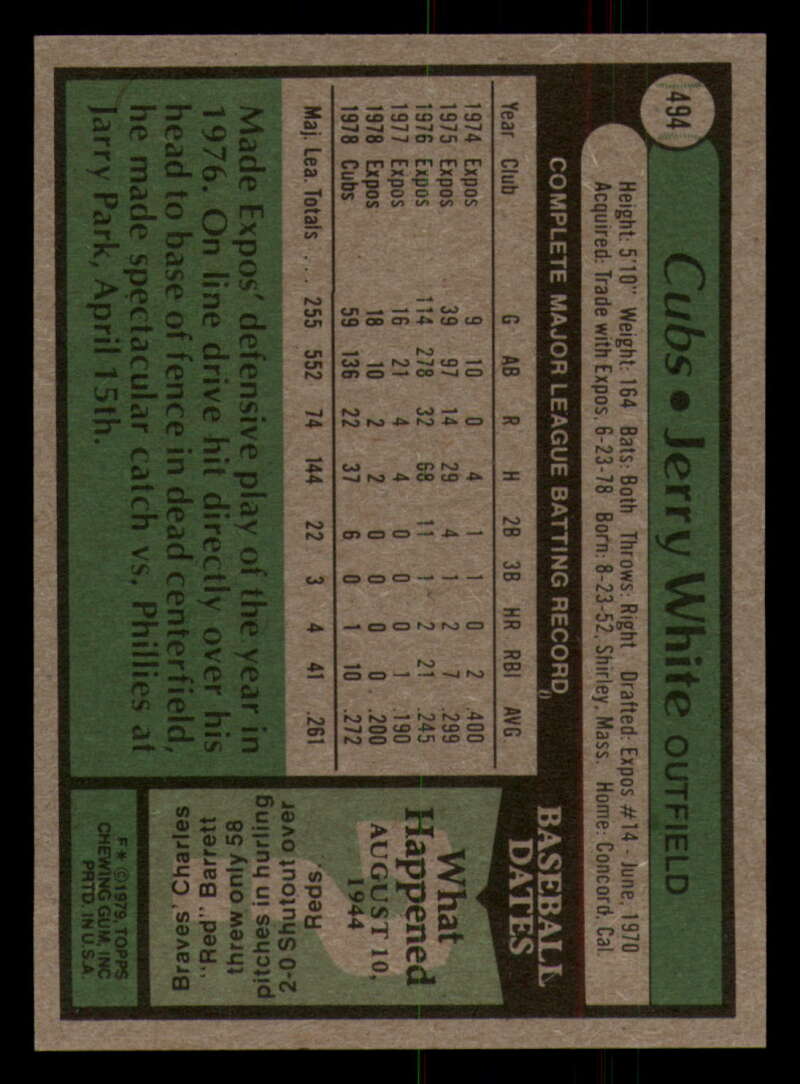 494
Cubs • Jerry White OUTFIELD
Height: 5'10" Weight: 164 Bats: Both Throws: Right Drafted: Expos #14 - June, 1970
Acquired: Trade with Expos, 6-23-78 Born: 8-23-52, Shirley, Mass. Home: Concord, Cal.
COMPLETE MAJOR LEAGUE BATTING RECORD
Year Club G AB R H 2B 3B HR RBI AVG
1974 Expos 9 10 0 4 1 1 0 2 .400
1975 Expos 39 97 14 29 4 1 2 7 .299
1976 Expos 114 278 32 68 11 1 2 21 .245
1977 Expos 16 21 4 4 0 0 0 1 .190
1978 Expos 18 10 2 2 0 0 0 0 .200
1978 Cubs 59 136 22 37 6 0 1 10 .272
Maj. Lea. Totals . . . 255 552 74 144 22 3 4 41 .261
Made Expos' defensive play of the year in
1976. On line drive hit directly over his
head to base of fence in dead centerfield,
he made spectacular catch vs. Phillies at
Jarry Park, April 15th.
BASEBALL
DATES
What
Happened
AUGUST 10,
1944
Braves' Charles
"Red" Barrett
threw only 58
pitches in hurling
2-0 Shutout over
Reds.
F * © 1979, TOPPS
CHEWING GUM, INC
PRTD. IN U.S.A.